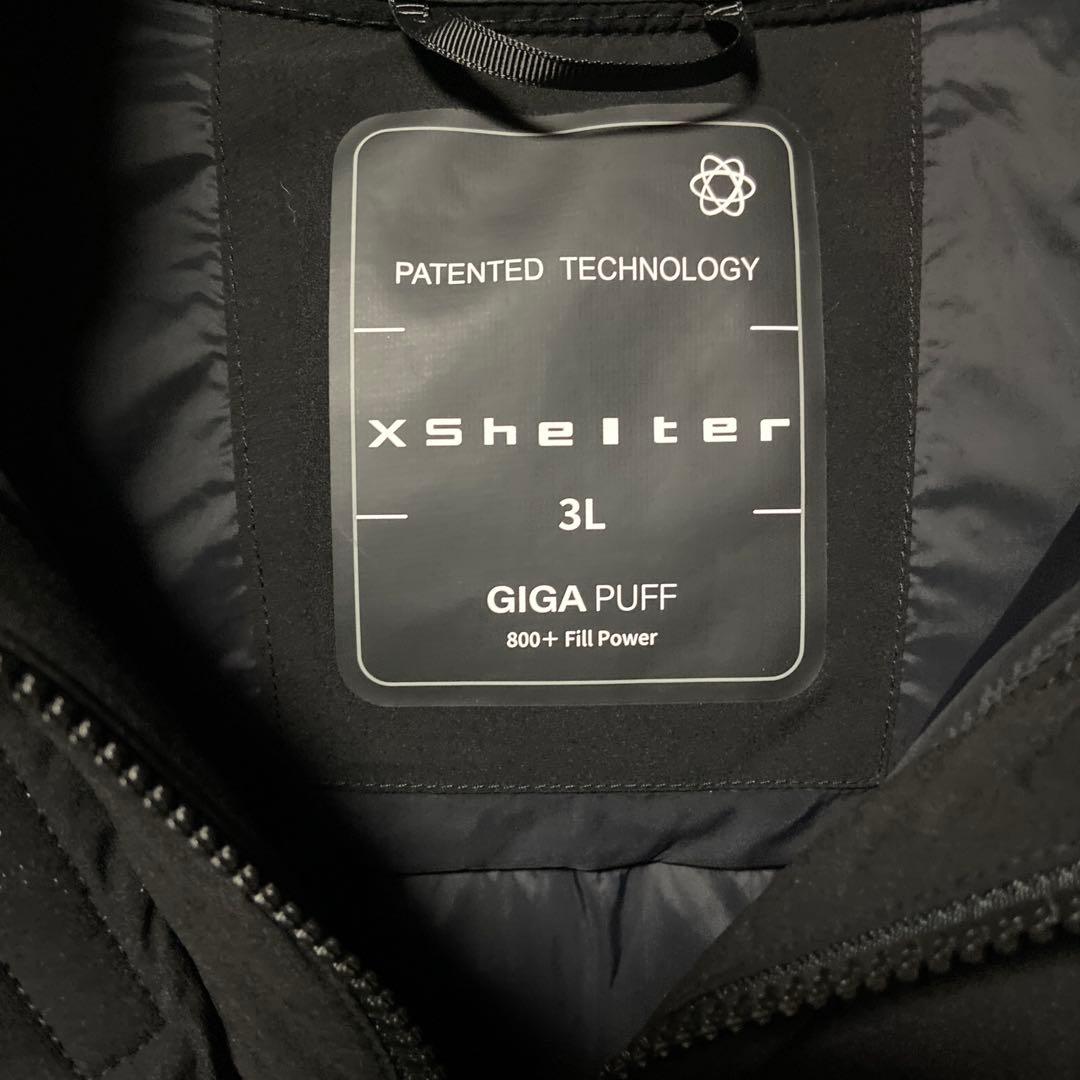 PATENTED TECHNOLOGY
XShelter
3L
GIGA PUFF
800+ Fill Power